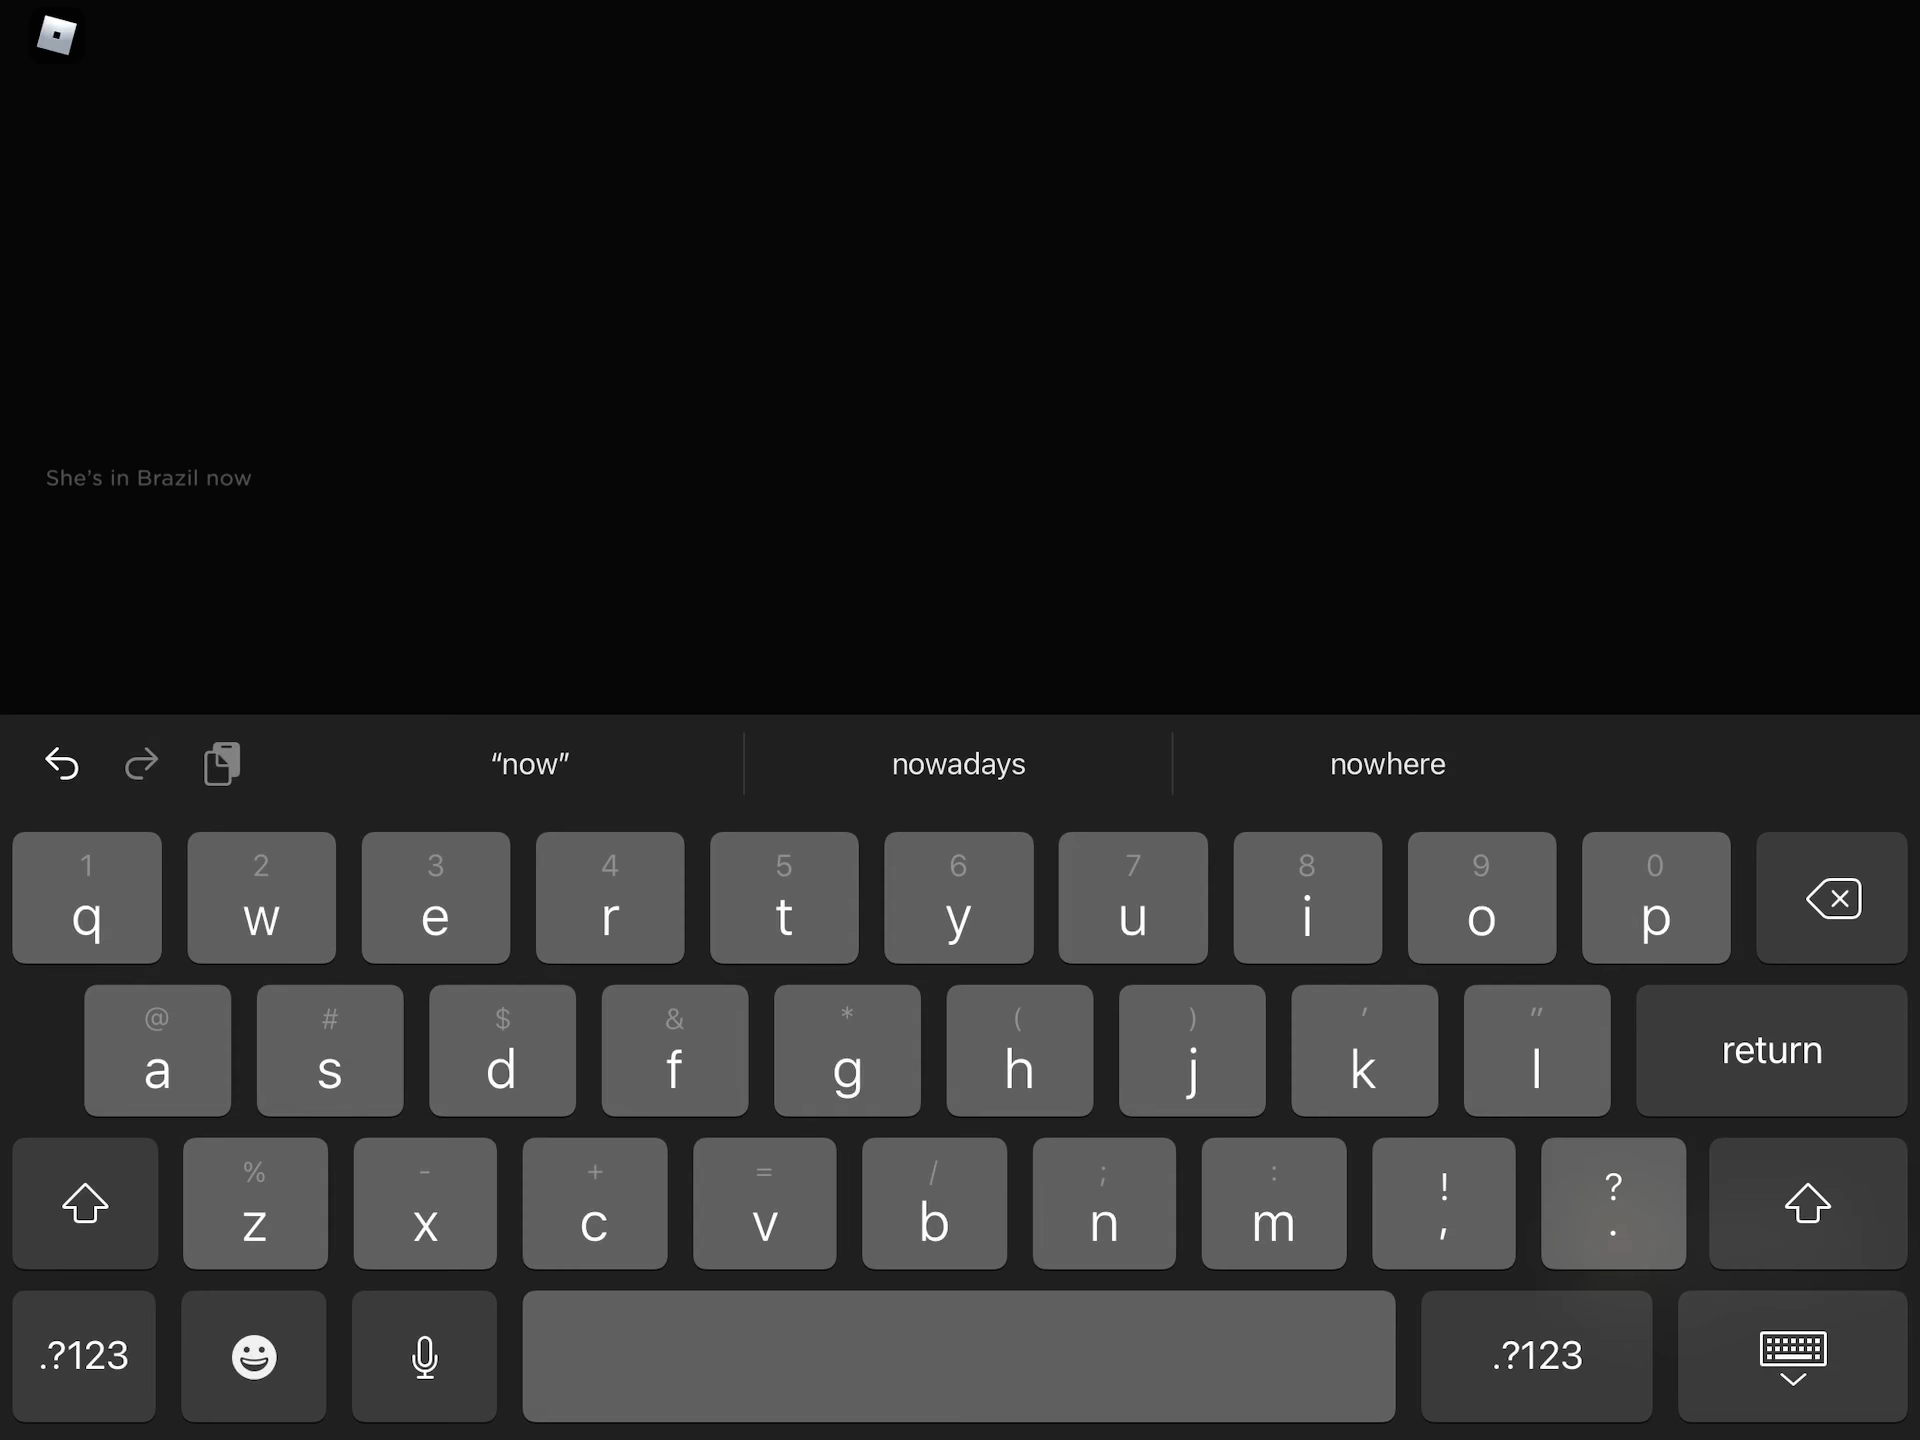 She's in Brazil now
“now” nowadays nowhere
1 2 3 4 5 6 7 8 9 0
q w e r t y u i o p
@ # $ & * ( ) ' "
a s d f g h j k l return
% - + = / ; : ! ?
z x c v b n m , .
.?123 .?123